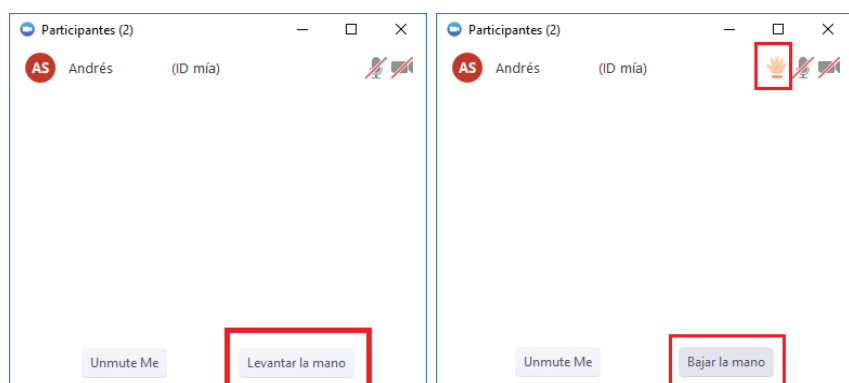 Participantes (2)
AS Andrés (ID mía)
Unmute Me Levantar la mano
Participantes (2)
AS Andrés (ID mía)
Unmute Me Bajar la mano